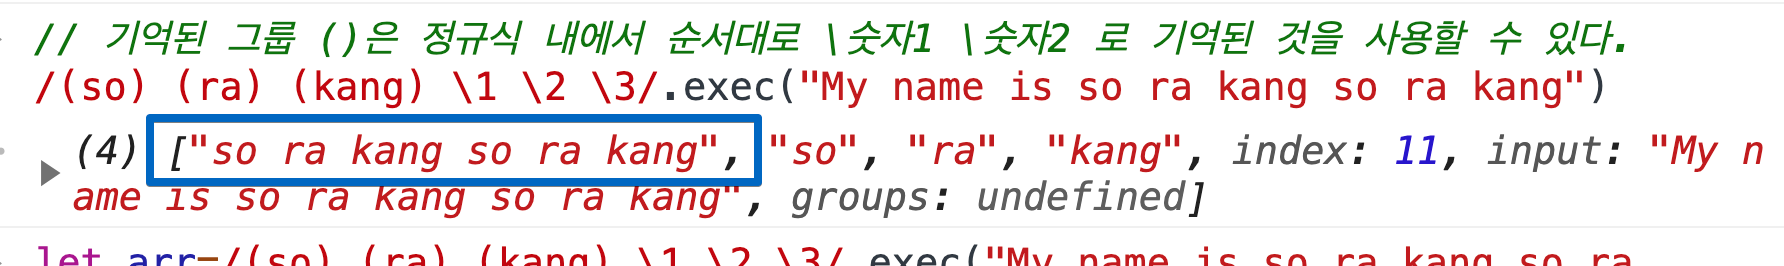 // 기억된 그룹 ()은 정규식 내에서 순서대로 \숫자1 \숫자2 로 기억된 것을 사용할 수 있다.
/(so) (ra) (kang) \1 \2 \3/.exec("My name is so ra kang so ra kang")
(4) ["so ra kang so ra kang", "so", "ra", "kang", index: 11, input: "My n
ame is so ra kang so ra kang", groups: undefined]
let arr=/(so) (ra) (kang) \1 \2 \3/.exec("My name is so ra kang so ra